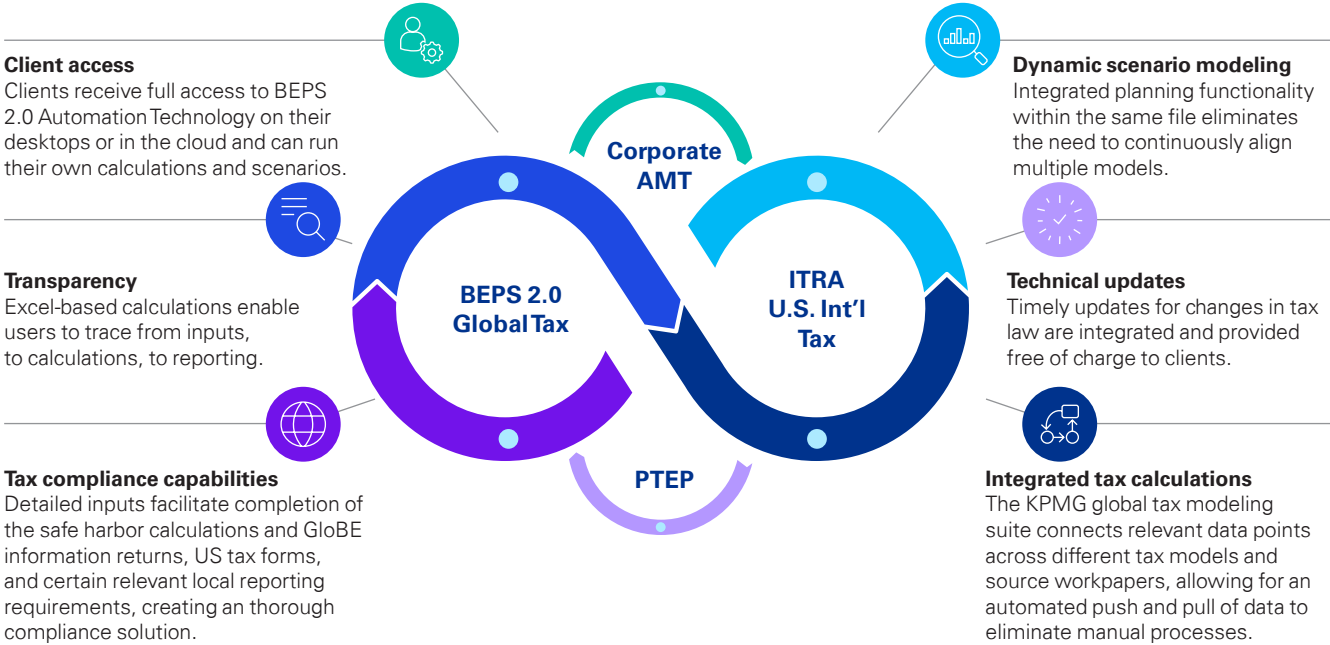 Client access
Clients receive full access to BEPS
2.0 Automation Technology on their
desktops or in the cloud and can run
their own calculations and scenarios.
Transparency
Excel-based calculations enable
users to trace from inputs,
to calculations, to reporting.
Tax compliance capabilities
Detailed inputs facilitate completion of
the safe harbor calculations and GloBE
information returns, US tax forms,
and certain relevant local reporting
requirements, creating an thorough
compliance solution.
Corporate
AMT
BEPS 2.0
Global Tax
ITRA
U.S. Int'l
Tax
PTEP
Dynamic scenario modeling
Integrated planning functionality
within the same file eliminates
the need to continuously align
multiple models.
Technical updates
Timely updates for changes in tax
law are integrated and provided
free of charge to clients.
Integrated tax calculations
The KPMG global tax modeling
suite connects relevant data points
across different tax models and
source workpapers, allowing for an
automated push and pull of data to
eliminate manual processes.